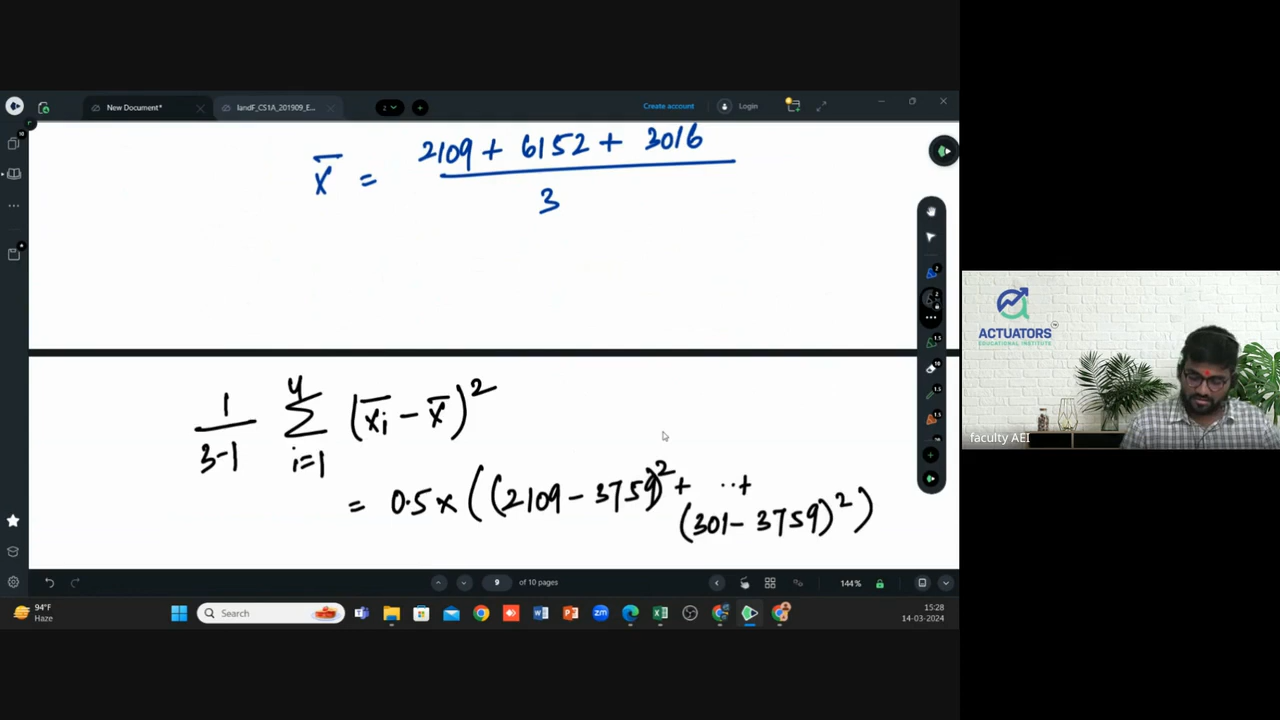 New Document*
IandF_CS1A_201909_E...
2
Create account
Login
2109 + 6152 + 3016
x̄ =
3
1/(3-1) 4 Σ i=1 (x̄i - x̄)²
= 0.5 x ((2109 - 3759)² + ..+
(301 - 3759)²)
ACTUATORS
EDUCATIONAL INSTITUTE
faculty AEI
9 of 10 pages
144%
94°F
Haze
Search
15:28
14-03-2024